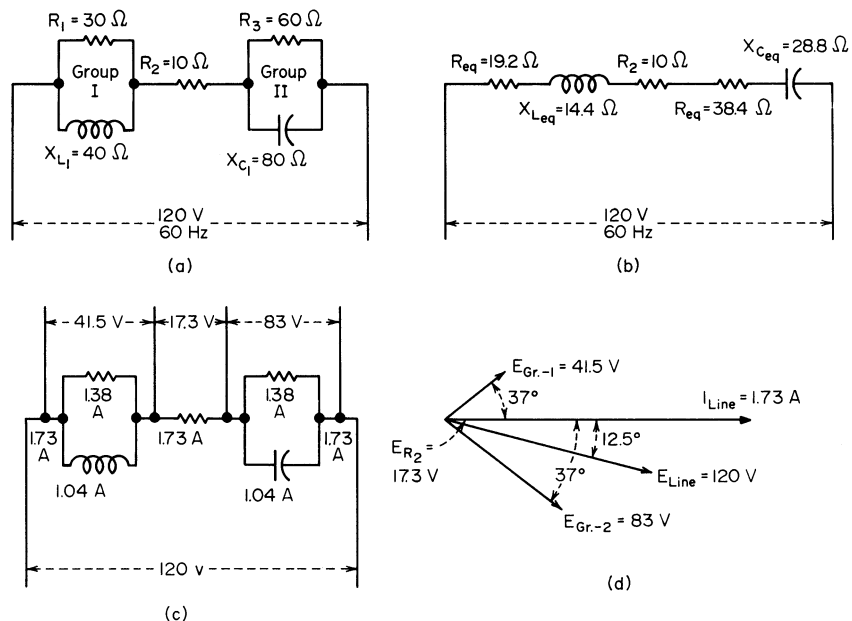 R1 = 30 Ω
Group
I
XL1 = 40 Ω
R2 = 10 Ω
R3 = 60 Ω
Group
II
XC1 = 80 Ω
120 V
60 Hz
(a)
Req = 19.2 Ω
XLeq = 14.4 Ω
R2 = 10 Ω
Req = 38.4 Ω
XCeq = 28.8 Ω
120 V
60 Hz
(b)
41.5 V
17.3 V
83 V
1.38
A
1.73
A
1.04 A
1.73 A
1.38
A
1.04 A
1.73
A
120 v
(c)
EGr.-1 = 41.5 V
37°
ILine = 1.73 A
12.5°
ER2 =
17.3 V
37°
ELine = 120 V
EGr.-2 = 83 V
(d)